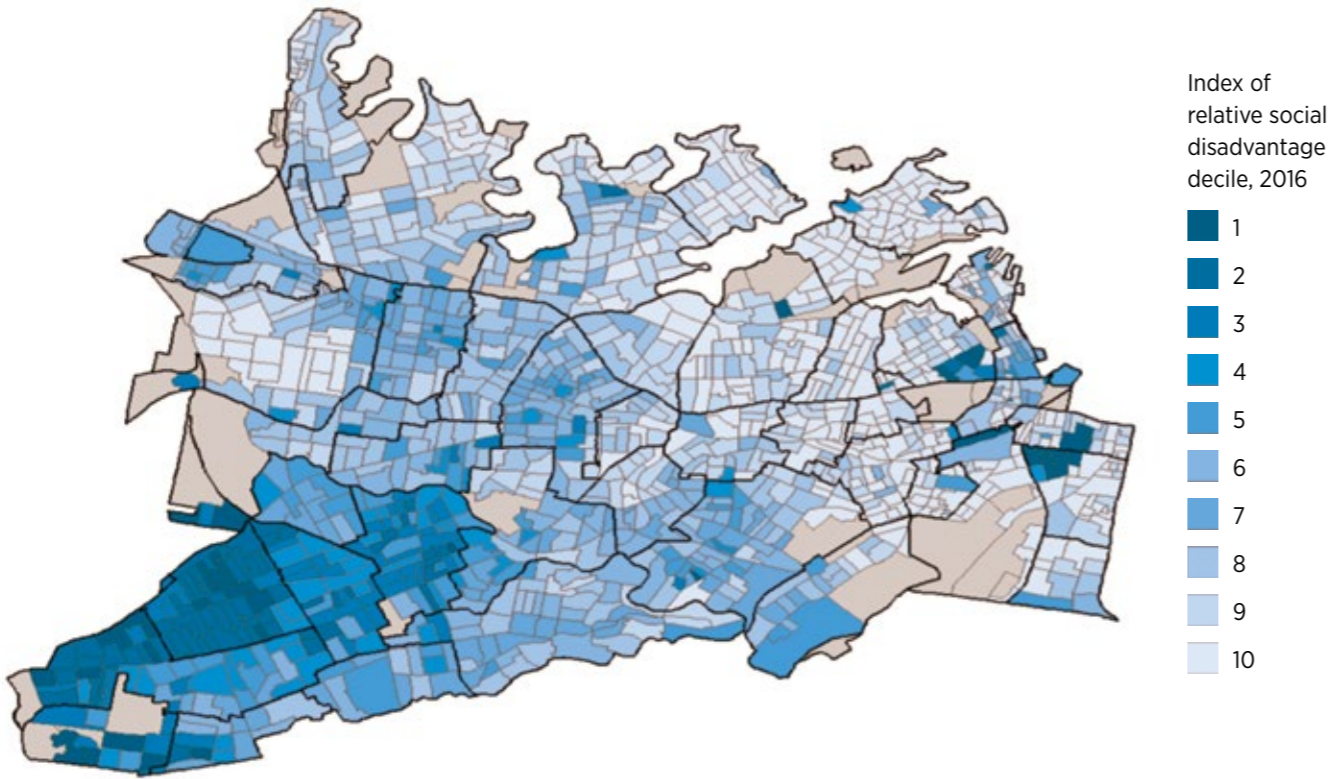 Index of
relative social
disadvantage
decile, 2016
1
2
3
4
5
6
7
8
9
10